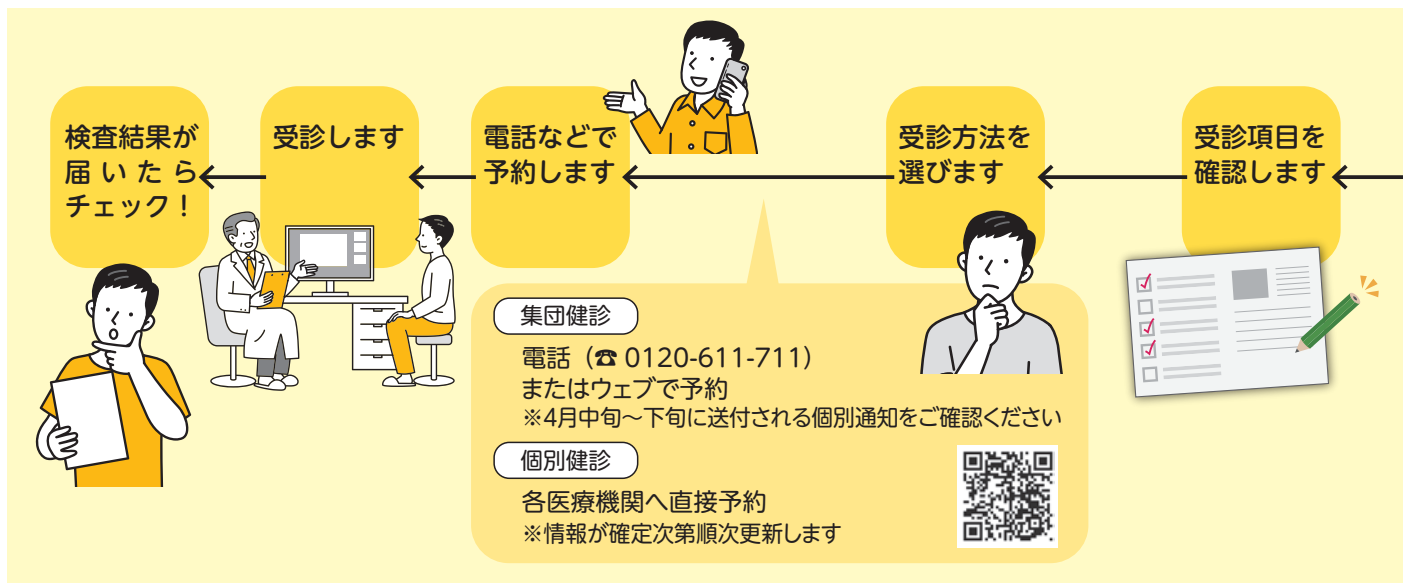 受診項目を
確認します
受診方法を
選びます
電話などで
予約します
集団健診
電話（☎ 0120-611-711）
またはウェブで予約
※4月中旬～下旬に送付される個別通知をご確認ください
個別健診
各医療機関へ直接予約
※情報が確定次第順次更新します
受診します
検査結果が
届いたら
チェック！